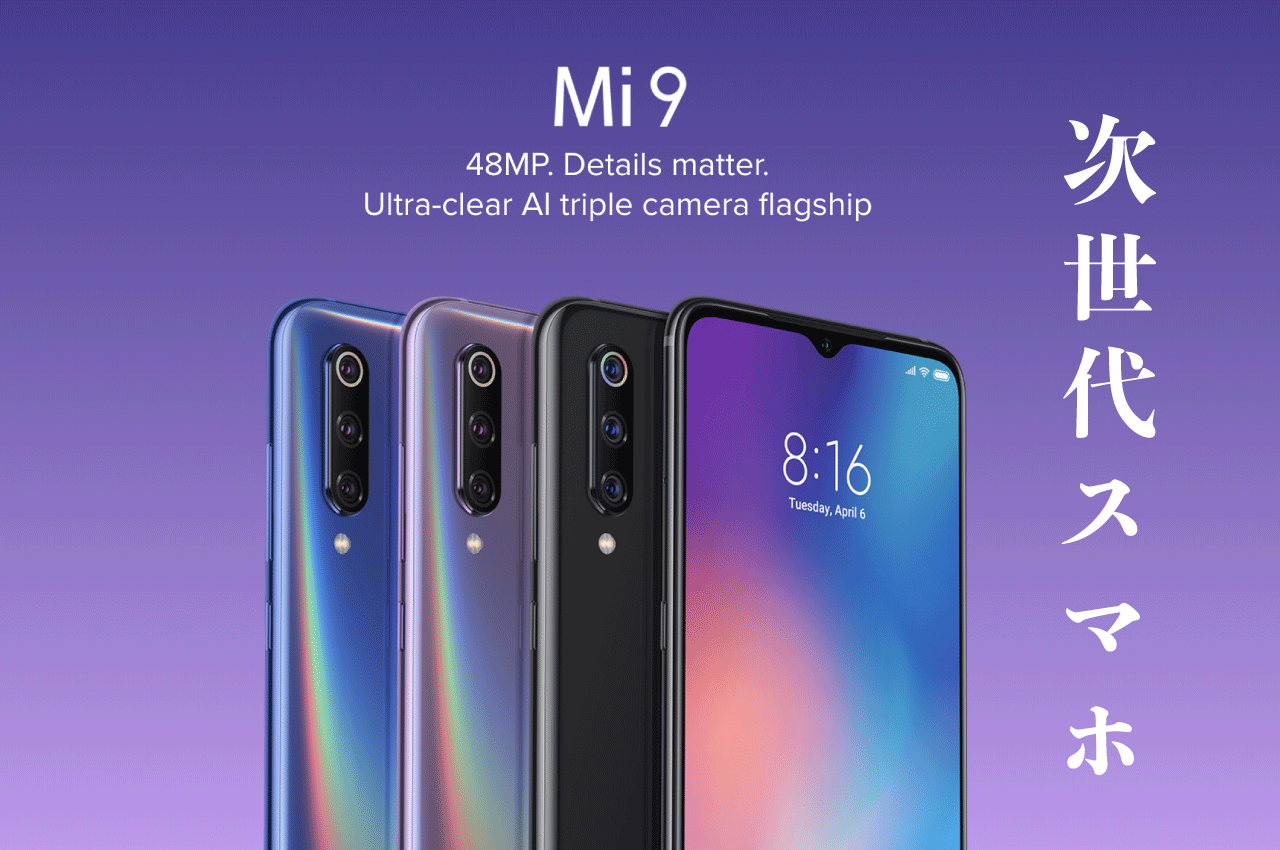 Mi 9
48MP. Details matter.
Ultra-clear AI triple camera flagship
8:16
Tuesday, April 6
次世代スマホ